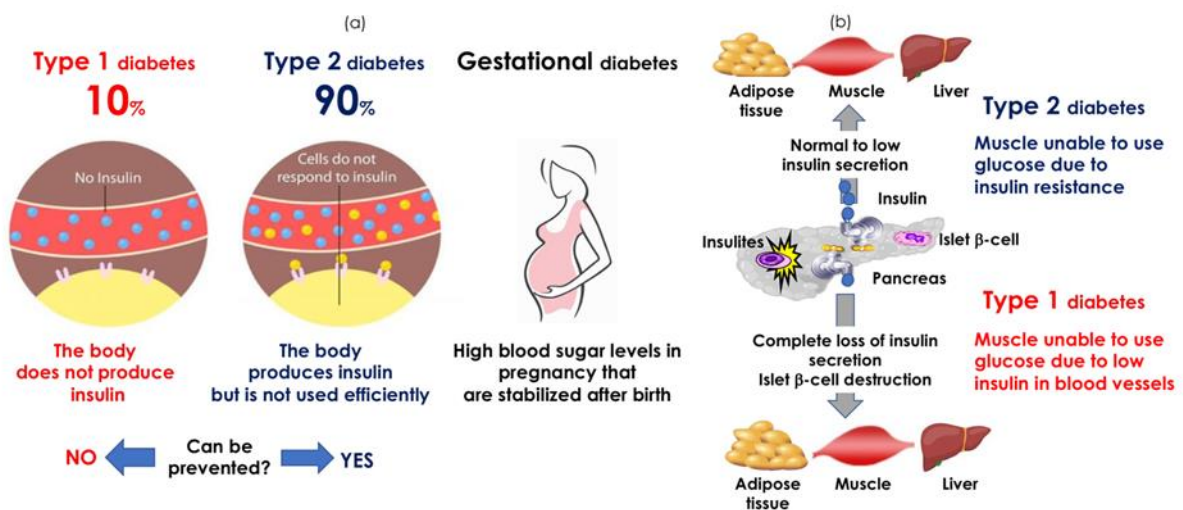 (a)
Type 1 diabetes
10%
No Insulin
The body
does not produce
insulin
Type 2 diabetes
90%
Cells do not
respond to insulin
The body
produces insulin
but is not used efficiently
Gestational diabetes
High blood sugar levels in
pregnancy that
are stabilized after birth
NO
Can be
prevented?
YES
(b)
Adipose
tissue
Muscle
Liver
Normal to low
insulin secretion
Type 2 diabetes
Muscle unable to use
glucose due to
insulin resistance
Insulin
Insulites
Islet β-cell
Pancreas
Type 1 diabetes
Muscle unable to use
glucose due to low
insulin in blood vessels
Complete loss of insulin
secretion
Islet β-cell destruction
Adipose
tissue
Muscle
Liver